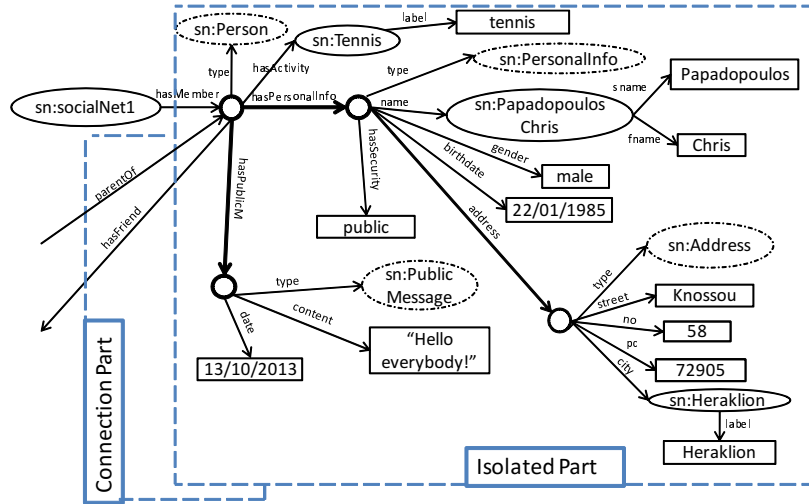 label
tennis
sn:Person
sn:Tennis
type
hasActivity
type
sn:PersonalInfo
sn:socialNet1
hasMember
hasPersonalInfo
name
sn:Papadopoulos
Chris
sname
Papadopoulos
fname
Chris
gender
male
birthdate
22/01/1985
hasSecurity
public
address
parentOf
hasFriend
hasPublicM
type
sn:Public
Message
content
"Hello
everybody!"
date
13/10/2013
type
sn:Address
street
Knossou
no
58
pc
72905
city
sn:Heraklion
label
Heraklion
Connection Part
Isolated Part